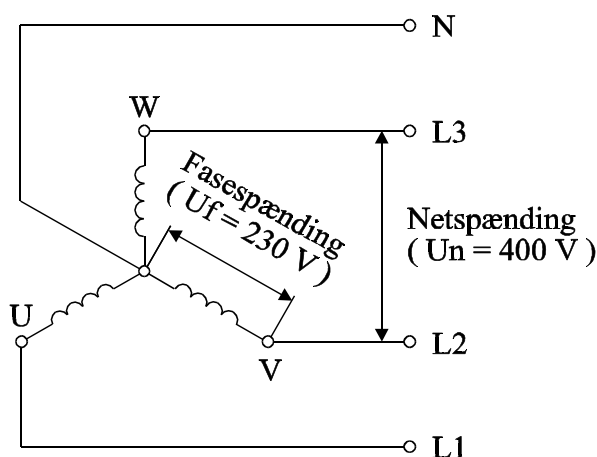 N
W
L3
Fasespænding
( Uf = 230 V )
Netspænding
( Un = 400 V )
U
V
L2
L1